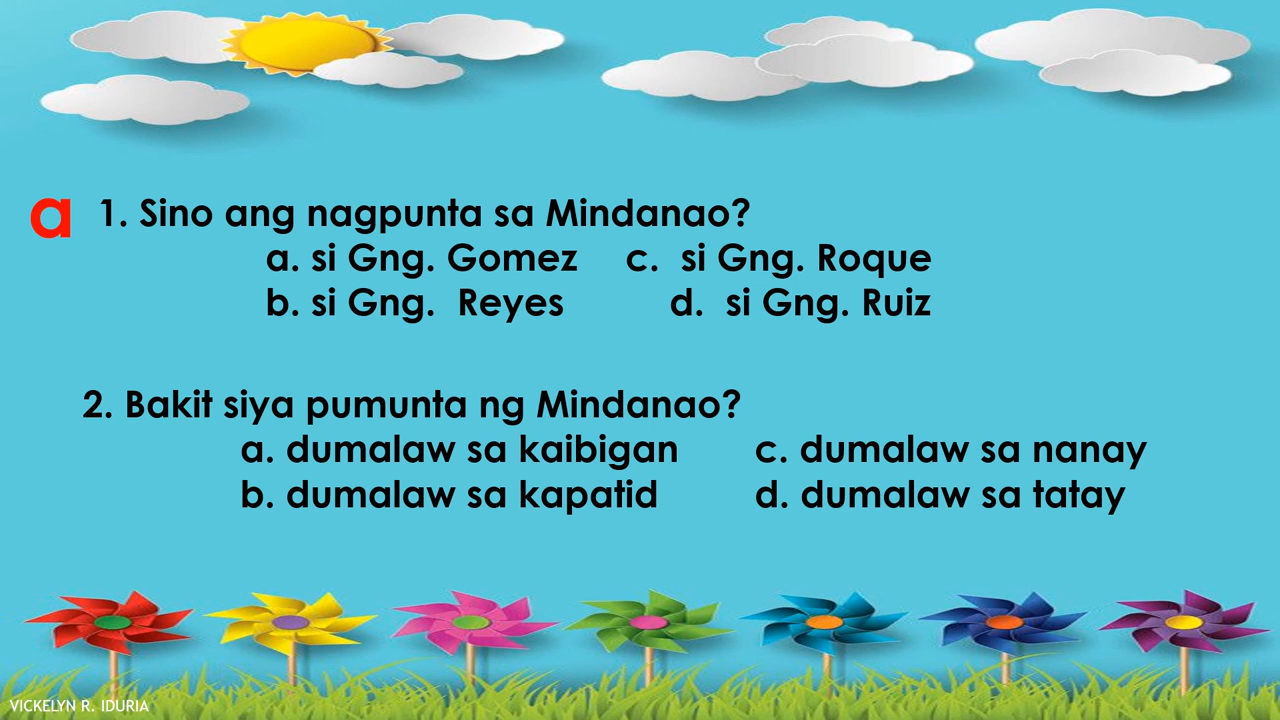 a 1. Sino ang nagpunta sa Mindanao?
a. si Gng. Gomez c. si Gng. Roque
b. si Gng. Reyes d. si Gng. Ruiz
2. Bakit siya pumunta ng Mindanao?
a. dumalaw sa kaibigan c. dumalaw sa nanay
b. dumalaw sa kapatid d. dumalaw sa tatay
VICKELYN R. IDURIA